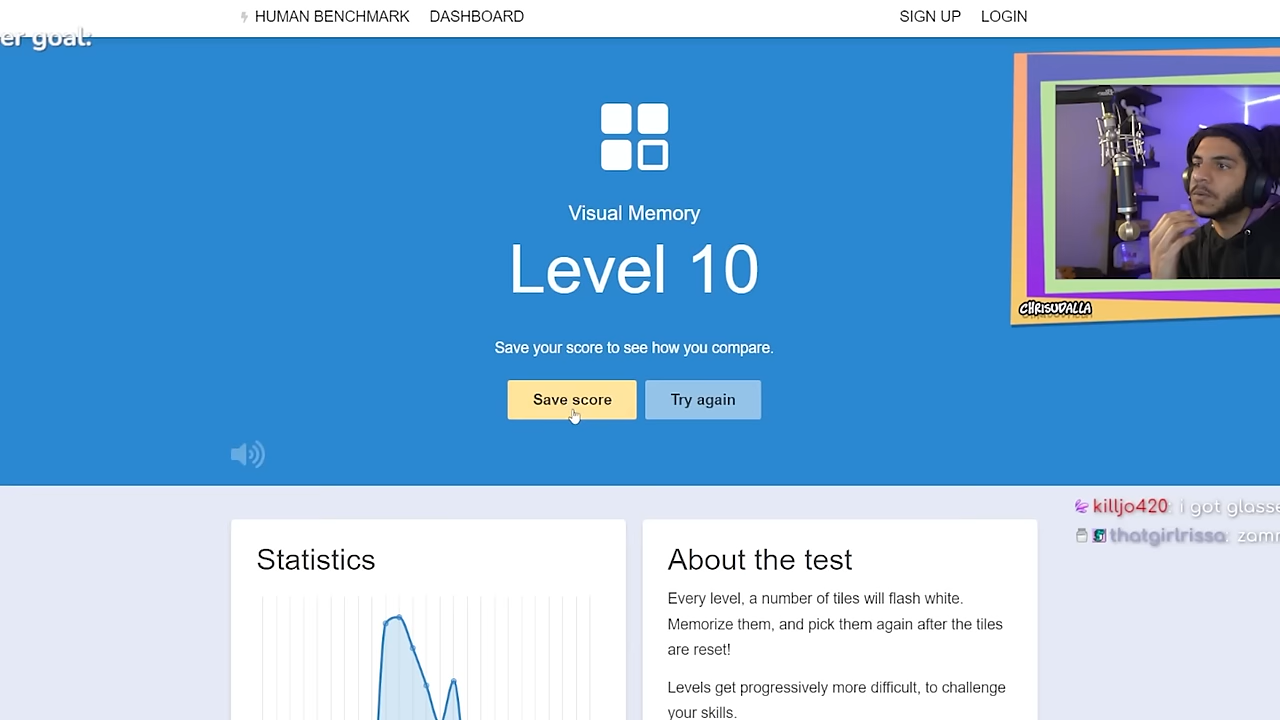 HUMAN BENCHMARK DASHBOARD SIGN UP LOGIN
er goal:
Visual Memory
Level 10
CHRISUDALLA
Save your score to see how you compare.
Save score Try again
killjo420: i got glasse
thatgirlrissa: zamn
Statistics
About the test
Every level, a number of tiles will flash white.
Memorize them, and pick them again after the tiles
are reset!
Levels get progressively more difficult, to challenge
your skills.